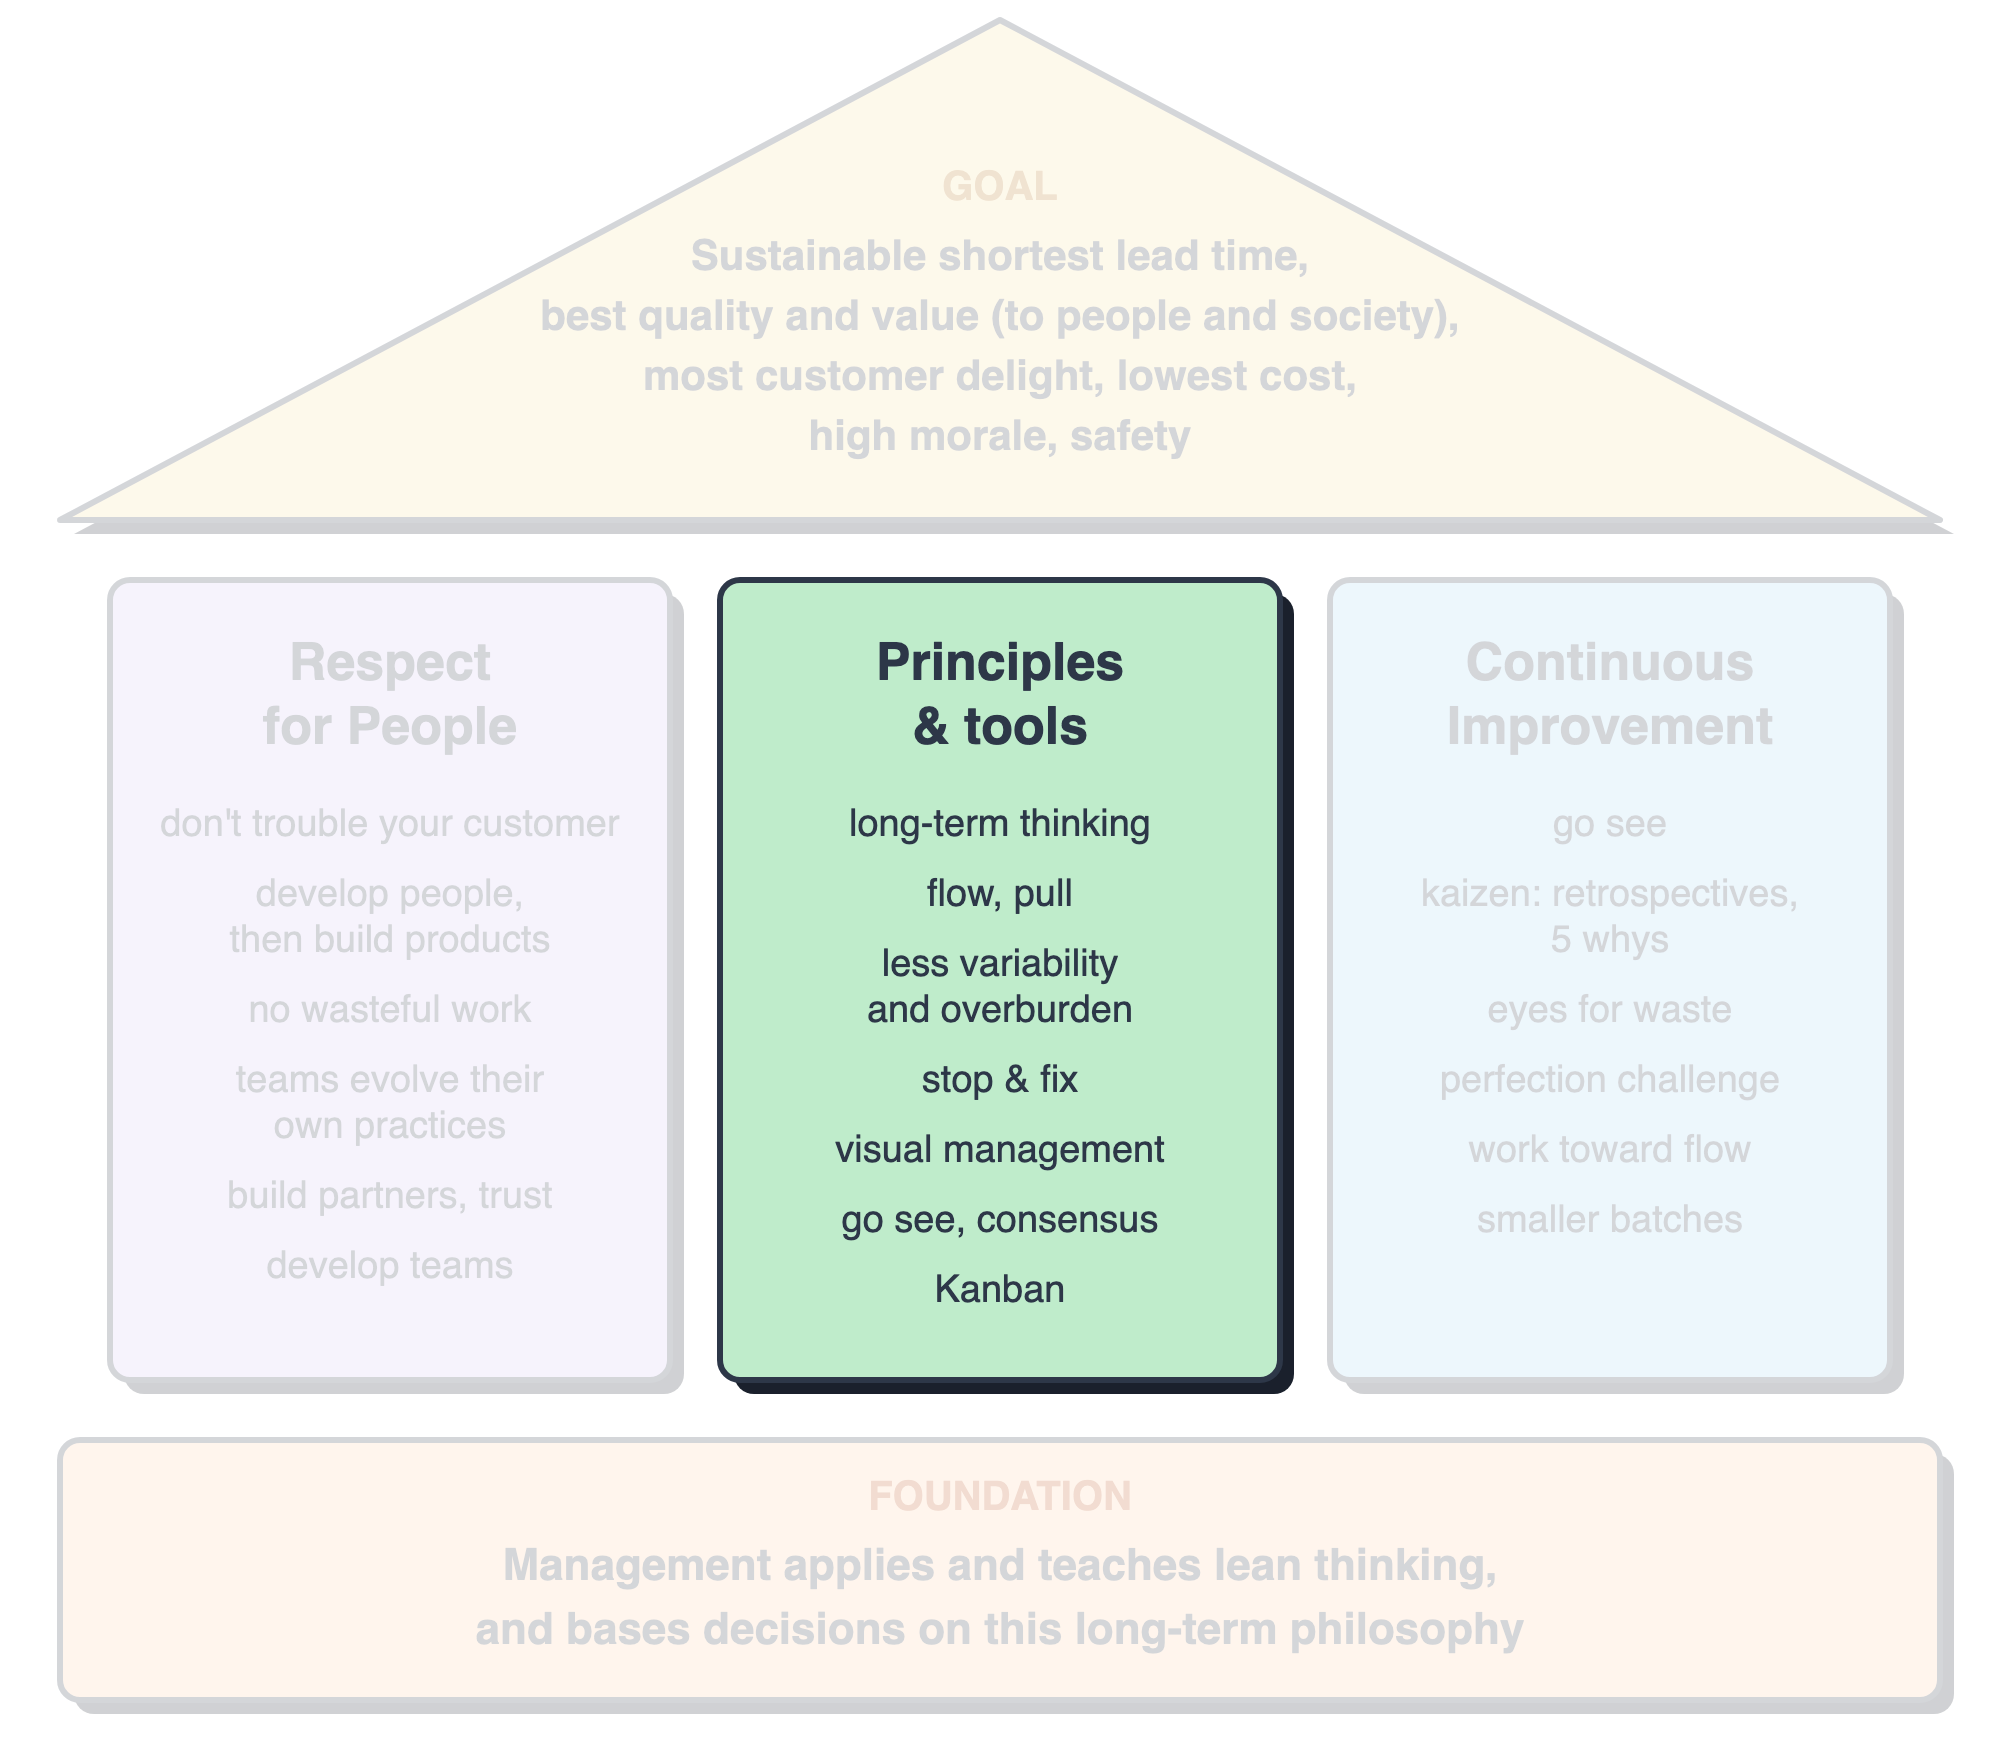 GOAL
Sustainable shortest lead time,
best quality and value (to people and society),
most customer delight, lowest cost,
high morale, safety
Respect
for People
don't trouble your customer
develop people,
then build products
no wasteful work
teams evolve their
own practices
build partners, trust
develop teams
Principles
& tools
long-term thinking
flow, pull
less variability
and overburden
stop & fix
visual management
go see, consensus
Kanban
Continuous
Improvement
go see
kaizen: retrospectives,
5 whys
eyes for waste
perfection challenge
work toward flow
smaller batches
FOUNDATION
Management applies and teaches lean thinking,
and bases decisions on this long-term philosophy